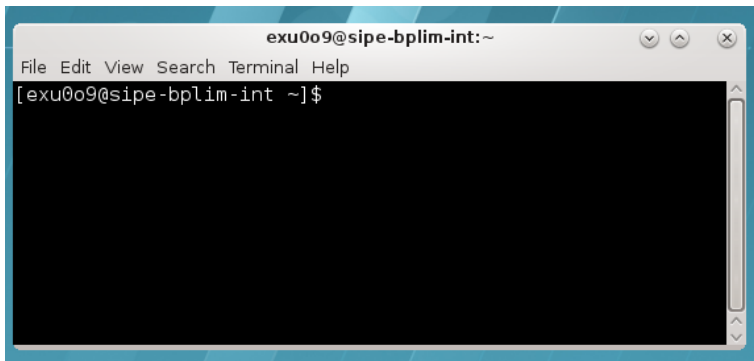 exu0o9@sipe-bplim-int:~
File Edit View Search Terminal Help
[exu0o9@sipe-bplim-int ~]$